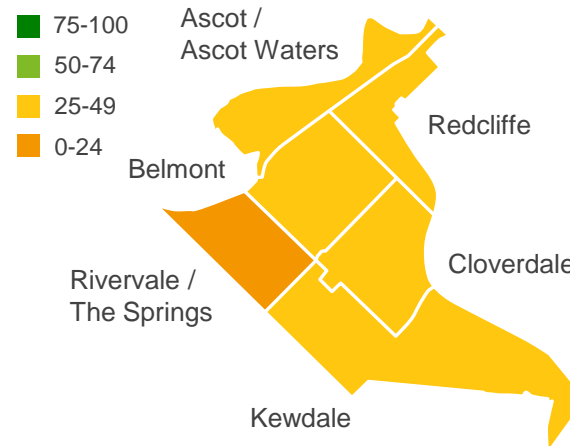 75-100
50-74
25-49
0-24
Ascot /
Ascot Waters
Redcliffe
Belmont
Cloverdale
Rivervale /
The Springs
Kewdale